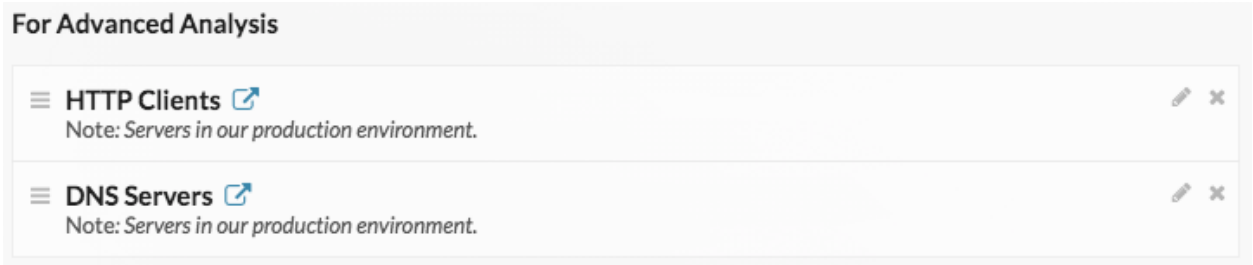 For Advanced Analysis
HTTP Clients
Note: Servers in our production environment.
DNS Servers
Note: Servers in our production environment.